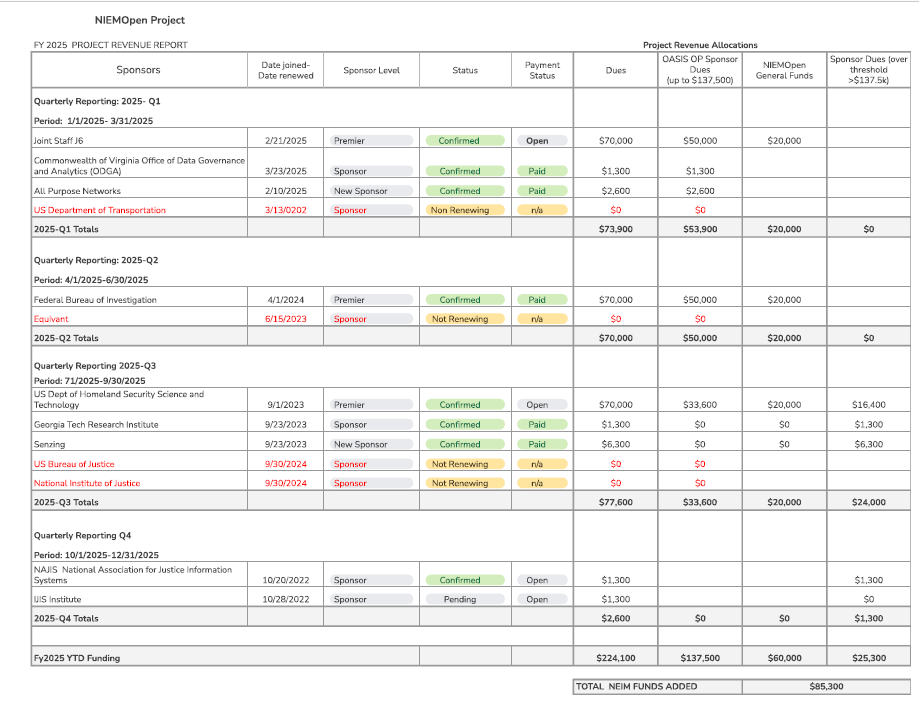 NIEMOpen Project
FY 2025 PROJECT REVENUE REPORT Project Revenue Allocations
Sponsors Date joined- Date renewed Sponsor Level Status Payment Status Dues OASIS OP Sponsor Dues (up to $137,500) NIEMOpen General Funds Sponsor Dues (over threshold >$137.5k)
Quarterly Reporting: 2025- Q1
Period: 1/1/2025- 3/31/2025
Joint Staff J6 2/21/2025 Premier Confirmed Open $70,000 $50,000 $20,000
Commonwealth of Virginia Office of Data Governance and Analytics (ODGA) 3/23/2025 Sponsor Confirmed Paid $1,300 $1,300
All Purpose Networks 2/10/2025 New Sponsor Confirmed Paid $2,600 $2,600
US Department of Transportation 3/13/0202 Sponsor Non Renewing n/a $0 $0
2025-Q1 Totals $73,900 $53,900 $20,000 $0
Quarterly Reporting: 2025-Q2
Period: 4/1/2025-6/30/2025
Federal Bureau of Investigation 4/1/2024 Premier Confirmed Paid $70,000 $50,000 $20,000
Equivant 6/15/2023 Sponsor Not Renewing n/a $0 $0
2025-Q2 Totals $70,000 $50,000 $20,000 $0
Quarterly Reporting 2025-Q3
Period: 71/2025-9/30/2025
US Dept of Homeland Security Science and Technology 9/1/2023 Premier Confirmed Open $70,000 $33,600 $20,000 $16,400
Georgia Tech Research Institute 9/23/2023 Sponsor Confirmed Paid $1,300 $0 $0 $1,300
Senzing 9/23/2023 New Sponsor Confirmed Paid $6,300 $0 $0 $6,300
US Bureau of Justice 9/30/2024 Sponsor Not Renewing n/a $0 $0
National Institute of Justice 9/30/2024 Sponsor Not Renewing n/a $0 $0
2025-Q3 Totals $77,600 $33,600 $20,000 $24,000
Quarterly Reporting Q4
Period: 10/1/2025-12/31/2025
NAJIS National Association for Justice Information Systems 10/20/2022 Sponsor Confirmed Open $1,300 $1,300
IJIS Institute 10/28/2022 Sponsor Pending Open $1,300 $0
2025-Q4 Totals $2,600 $0 $0 $1,300
Fy2025 YTD Funding $224,100 $137,500 $60,000 $25,300
TOTAL NEIM FUNDS ADDED $85,300